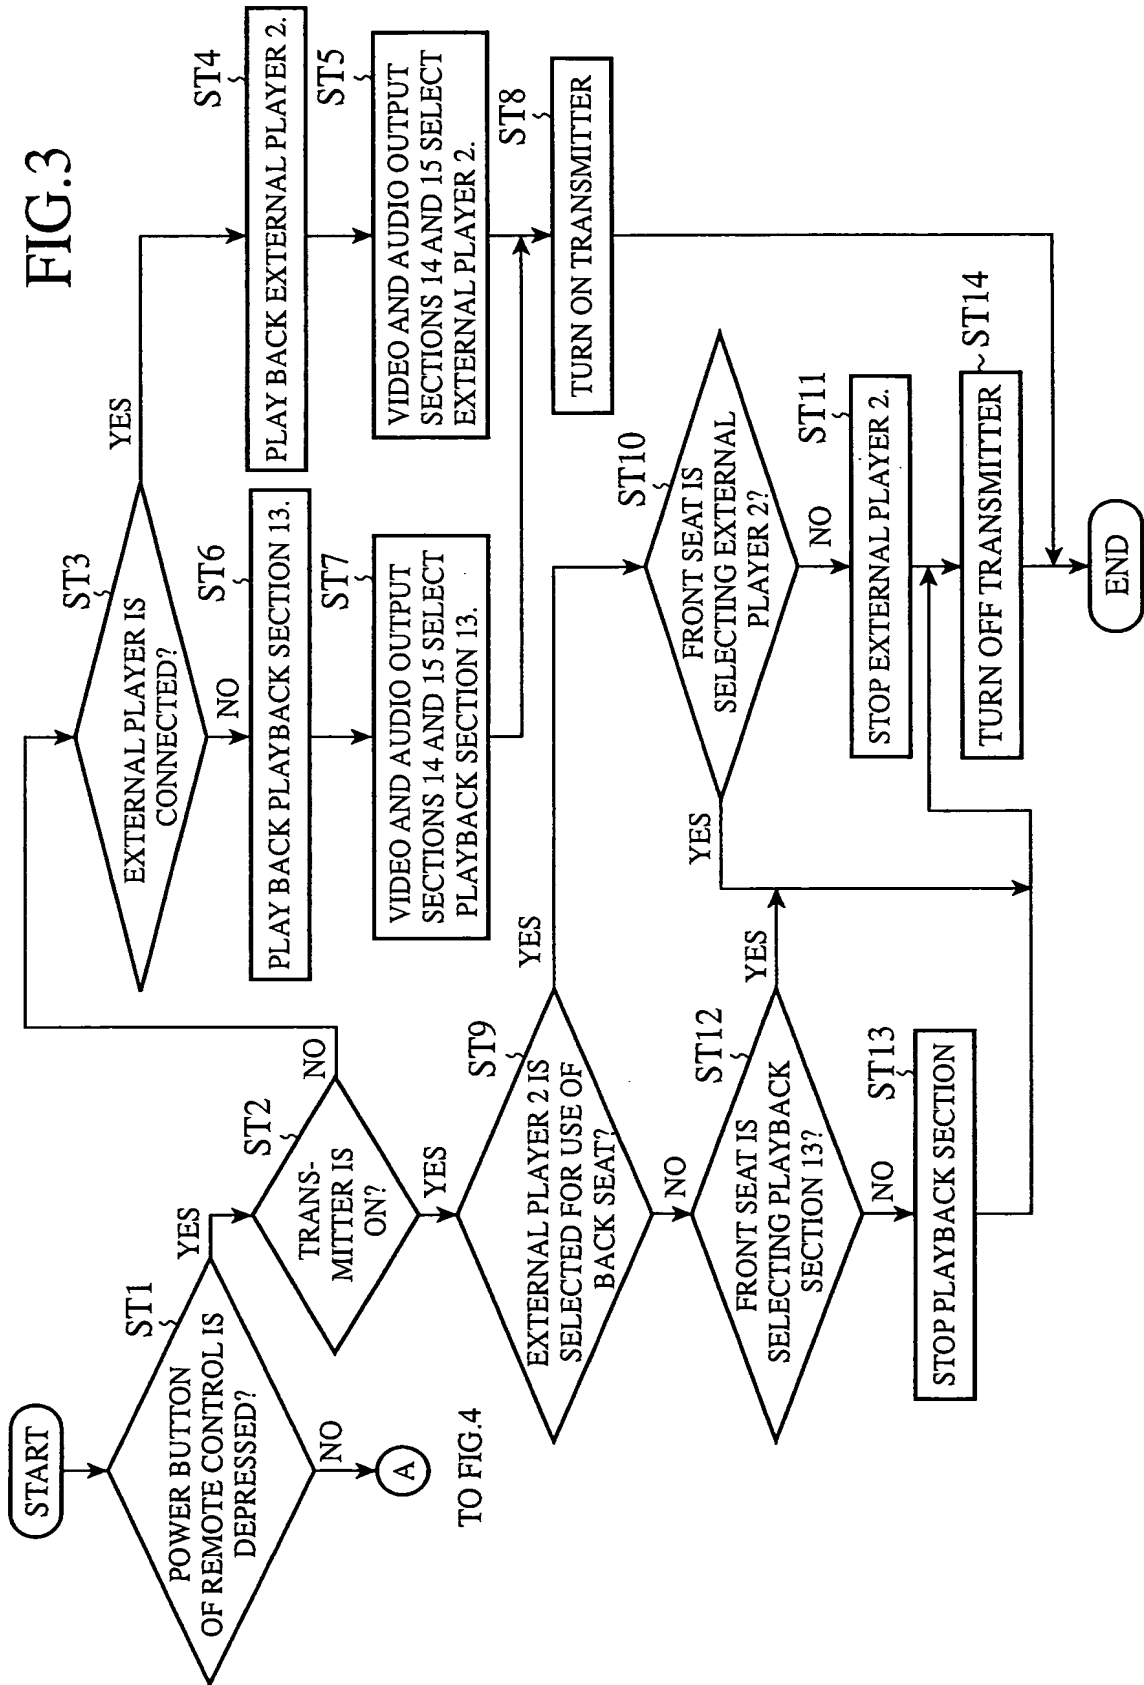 FIG.3
START
ST1
POWER BUTTON
OF REMOTE CONTROL IS
DEPRESSED?
YES
NO
A
TO FIG.4
ST2
TRANS-
MITTER IS
ON?
NO
YES
ST3
EXTERNAL PLAYER IS
CONNECTED?
YES
NO
ST4
PLAY BACK EXTERNAL PLAYER 2.
ST5
VIDEO AND AUDIO OUTPUT
SECTIONS 14 AND 15 SELECT
EXTERNAL PLAYER 2.
ST6
PLAY BACK PLAYBACK SECTION 13.
ST7
VIDEO AND AUDIO OUTPUT
SECTIONS 14 AND 15 SELECT
PLAYBACK SECTION 13.
ST8
TURN ON TRANSMITTER
ST9
EXTERNAL PLAYER 2 IS
SELECTED FOR USE OF
BACK SEAT?
YES
NO
ST10
FRONT SEAT IS
SELECTING EXTERNAL
PLAYER 2?
YES
NO
ST11
STOP EXTERNAL PLAYER 2.
ST12
FRONT SEAT IS
SELECTING PLAYBACK
SECTION 13?
YES
NO
ST13
STOP PLAYBACK SECTION
ST14
TURN OFF TRANSMITTER
END